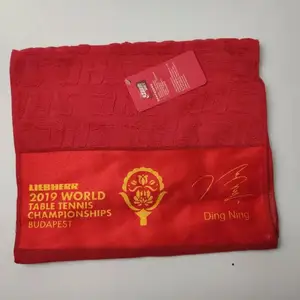 LIEBHERR
2019 WORLD
TABLE TENNIS
CHAMPIONSHIPS
BUDAPEST
Ding Ning